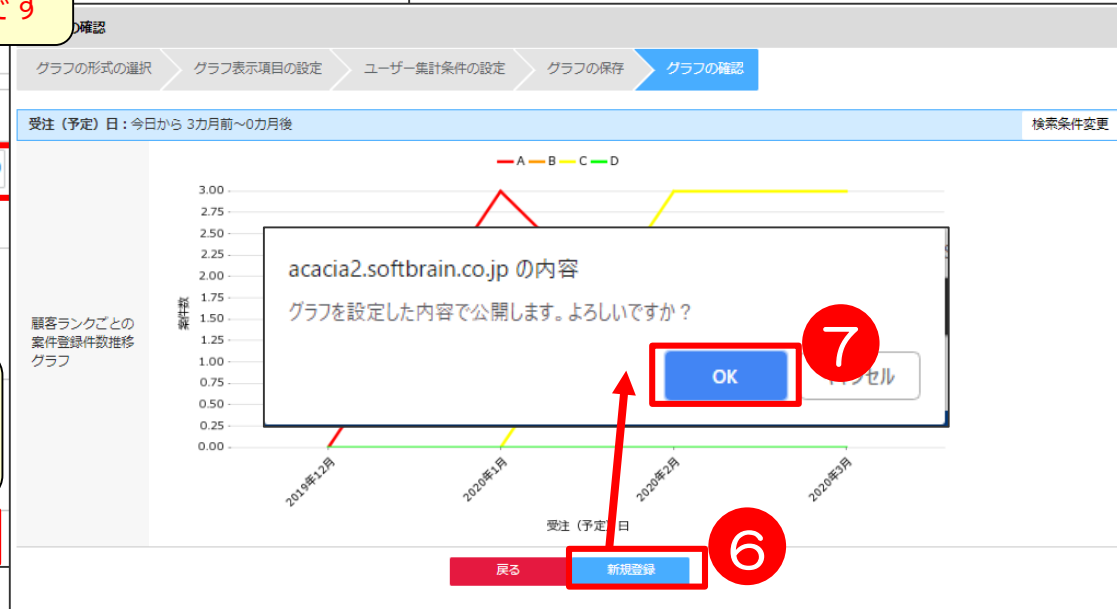 です
の確認
グラフの形式の選択 グラフ表示項目の設定 ユーザー集計条件の設定 グラフの保存 グラフの確認
受注（予定）日：今日から 3カ月前～0カ月後 検索条件変更
A B C D
3.00
2.75
2.50
2.25
2.00
1.75
1.50
1.25
1.00
0.75
0.50
0.25
0.00
案件数
顧客ランクごとの
案件登録件数推移
グラフ
acacia2.softbrain.co.jp の内容
グラフを設定した内容で公開します。よろしいですか？
7
OK
2019年12月 2020年1月 2020年2月 2020年3月
受注（予定）日
戻る 新規登録
6